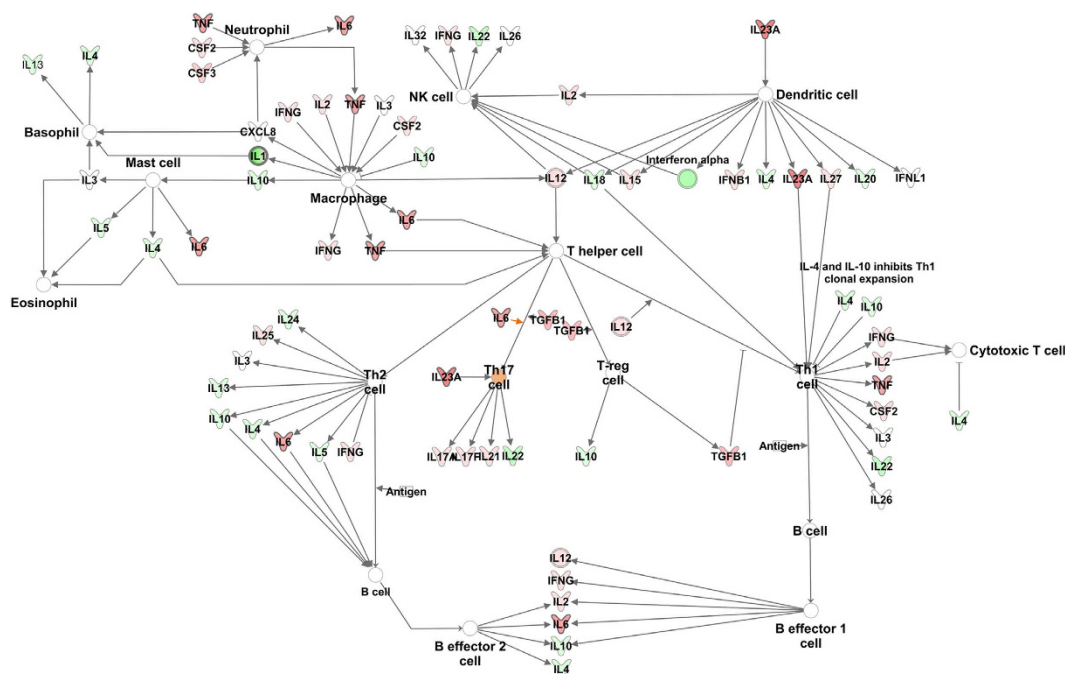 TNF
Neutrophil
IL6
CSF2
CSF3
IL13
IL4
IL32
IFNG
IL22
IL26
IL23A
NK cell
IL2
Dendritic cell
IFNG
IL2
TNF
IL3
CSF2
IL10
Basophil
CXCL8
IL1
Mast cell
IL3
IL10
Macrophage
IL12
IL18
IL15
Interferon alpha
IFNB1
IL4
IL23A
IL27
IL20
IFNL1
IL5
IL4
IL6
IFNG
TNF
IL6
T helper cell
Eosinophil
IL-4 and IL-10 inhibits Th1
clonal expansion
IL4
IL10
IL24
IL25
IL3
IL13
IL10
IL4
IL6
IL5
IFNG
Th2
cell
IL6
TGFB1
TGFB1
IL12
IL23A
Th17
cell
T-reg
cell
Th1
cell
IFNG
IL2
TNF
CSF2
IL3
IL22
IL26
Cytotoxic T cell
IL4
IL17A
IL17F
IL21
IL22
IL10
TGFB1
Antigen
Antigen
B cell
B cell
IL12
IFNG
IL2
IL6
IL10
IL4
B effector 2
cell
B effector 1
cell